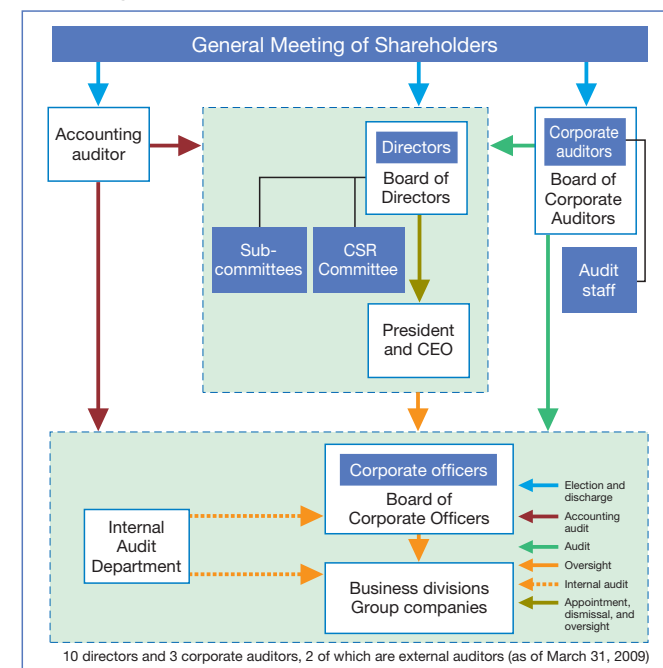 General Meeting of Shareholders
Accounting
auditor
Directors
Board of
Directors
Corporate
auditors
Board of
Corporate
Auditors
Sub-
committees
CSR
Committee
Audit
staff
President
and CEO
Corporate officers
Board of
Corporate Officers
Internal
Audit
Department
Business divisions
Group companies
Election and
discharge
Accounting
audit
Audit
Oversight
Internal audit
Appointment,
dismissal, and
oversight
10 directors and 3 corporate auditors, 2 of which are external auditors (as of March 31, 2009)